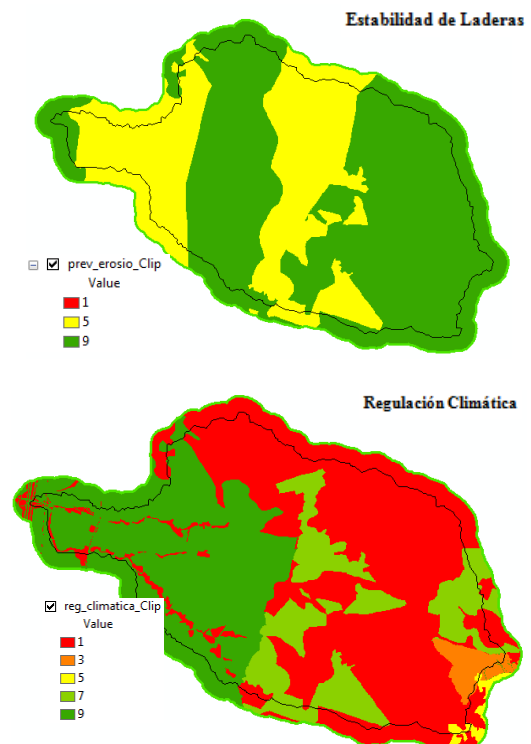 Estabilidad de Laderas
prev_erosio_Clip
Value
1
5
9
Regulación Climática
reg_climatica_Clip
Value
1
3
5
7
9